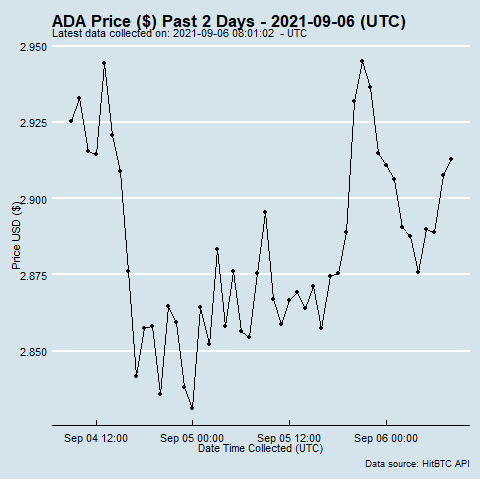 ADA Price ($) Past 2 Days - 2021-09-06 (UTC)
Latest data collected on: 2021-09-06 08:01:02 - UTC
2.950
2.925
2.900
2.875
2.850
Price USD ($)
Sep 04 12:00 Sep 05 00:00 Sep 05 12:00 Sep 06 00:00
Date Time Collected (UTC)
Data source: HitBTC API